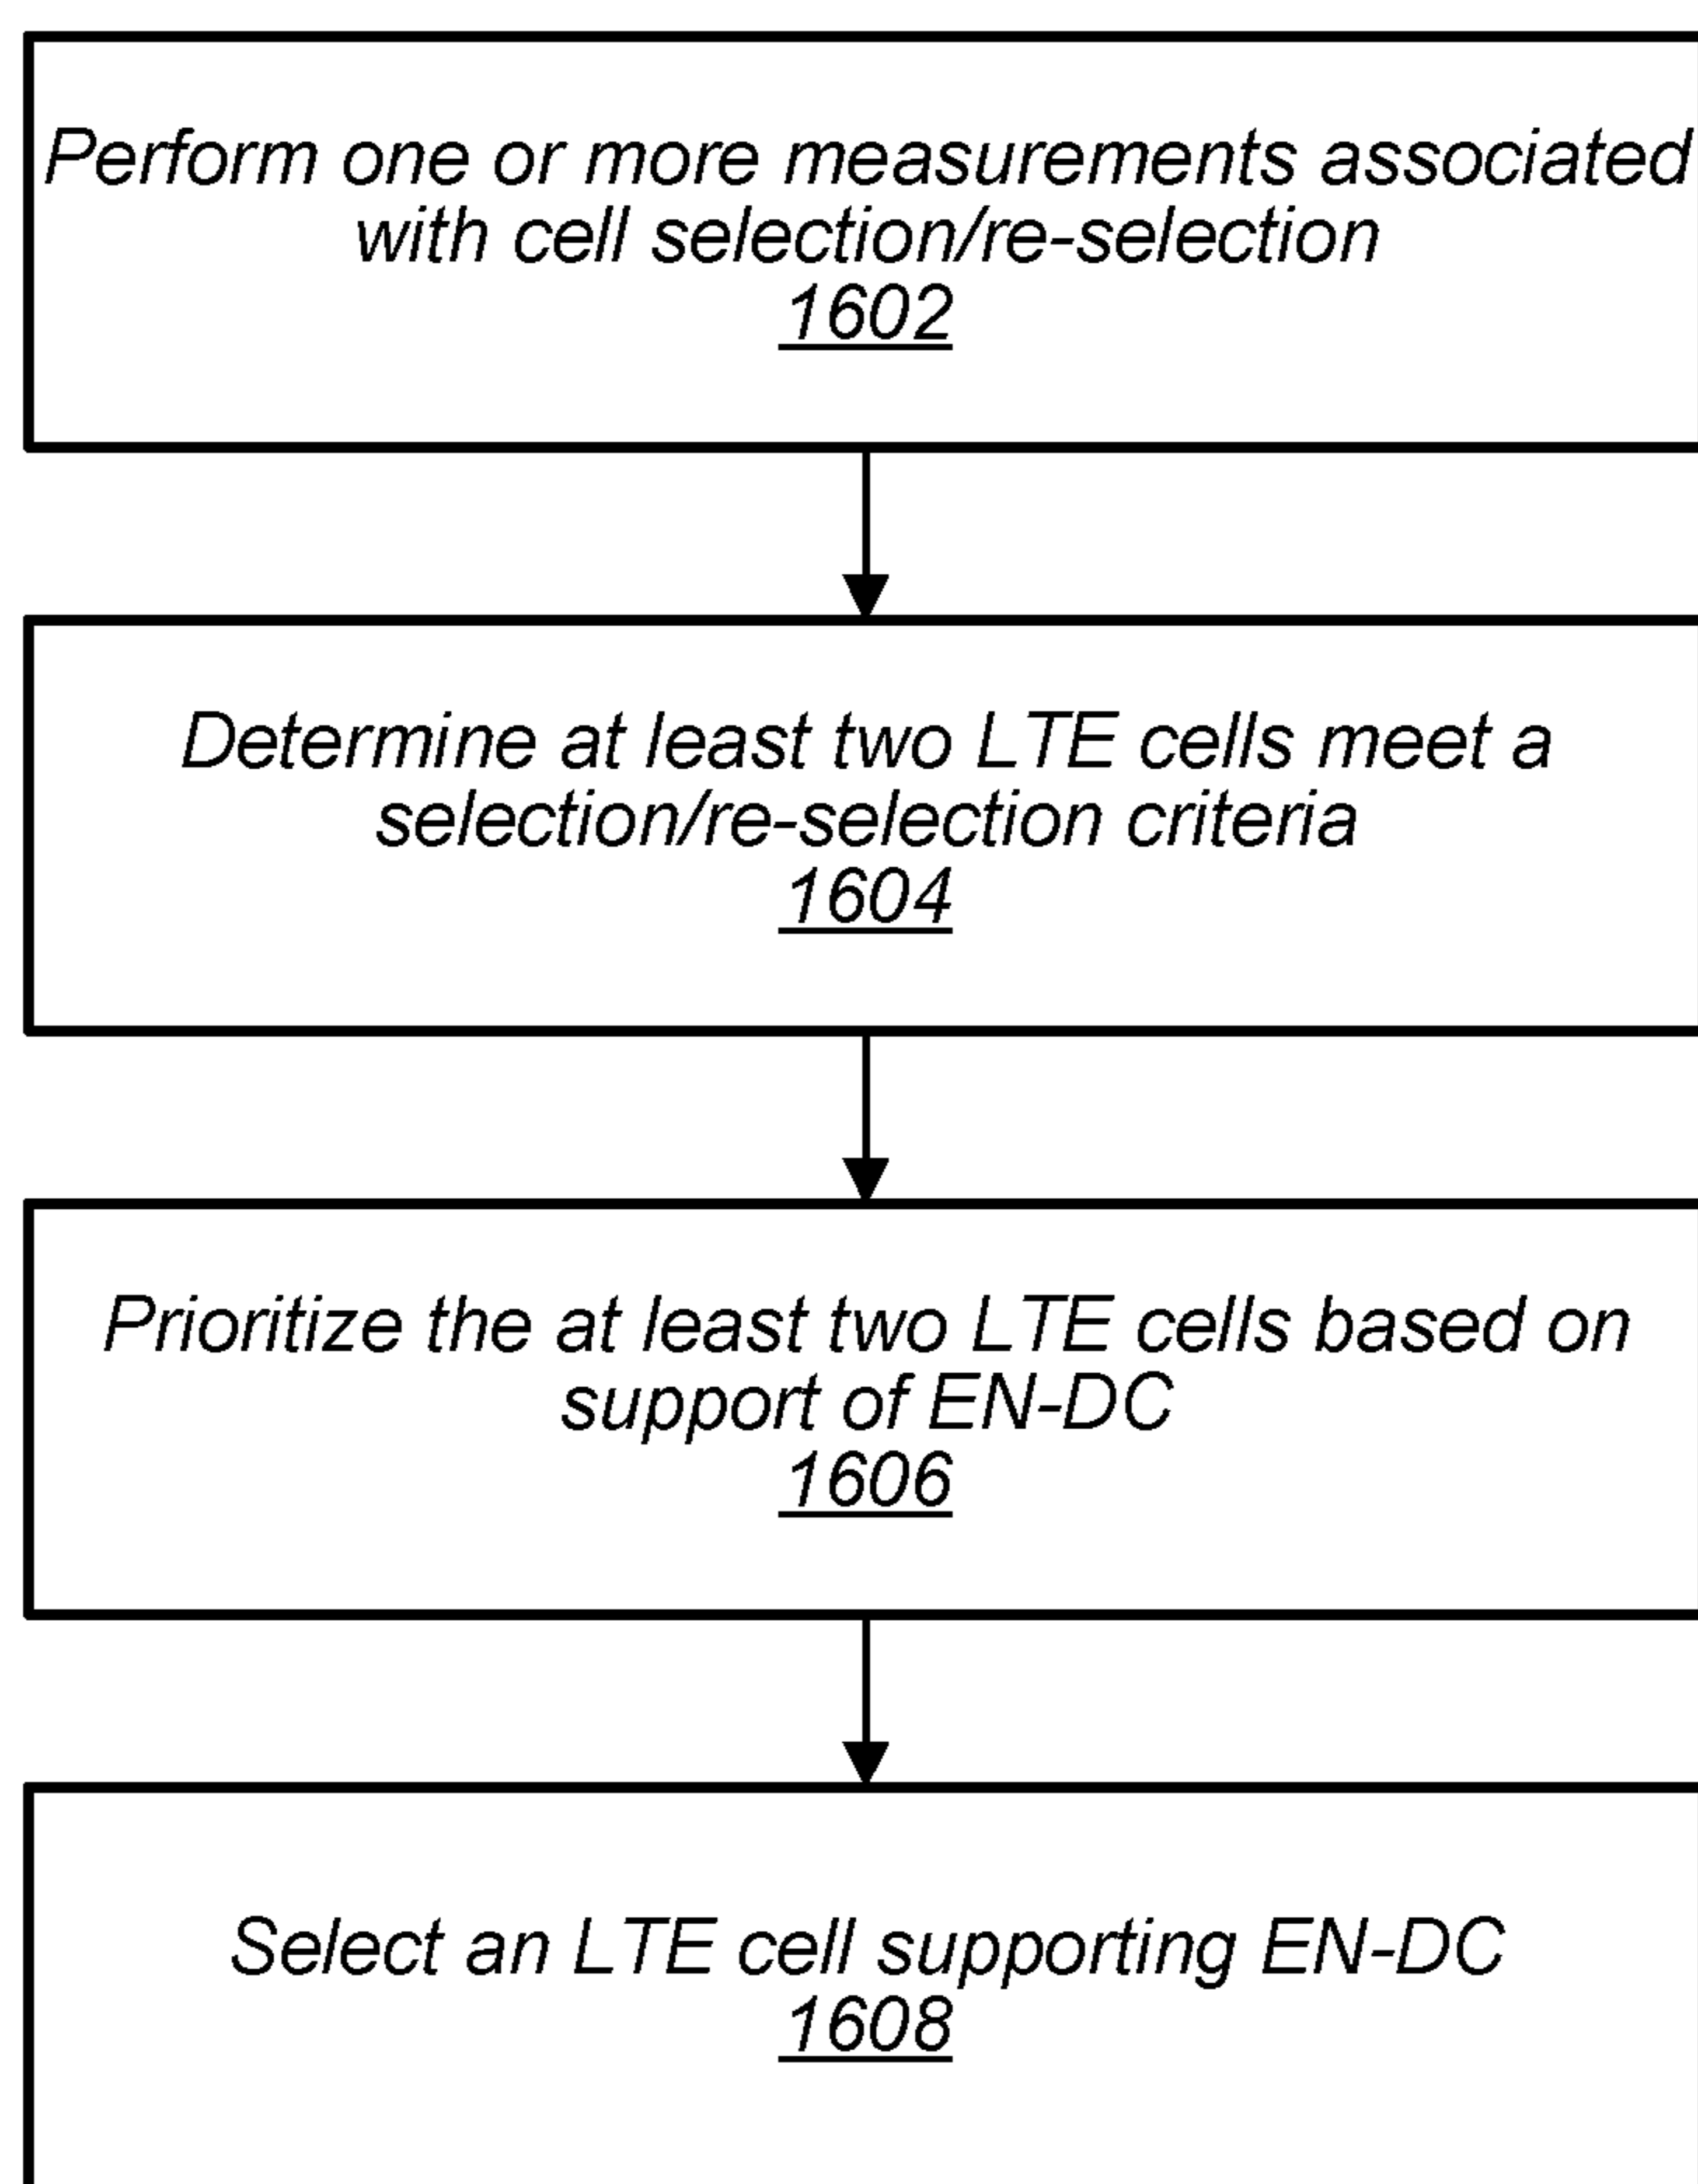 Perform one or more measurements associated
with cell selection/re-selection
1602
Determine at least two LTE cells meet a
selection/re-selection criteria
1604
Prioritize the at least two LTE cells based on
support of EN-DC
1606
Select an LTE cell supporting EN-DC
1608